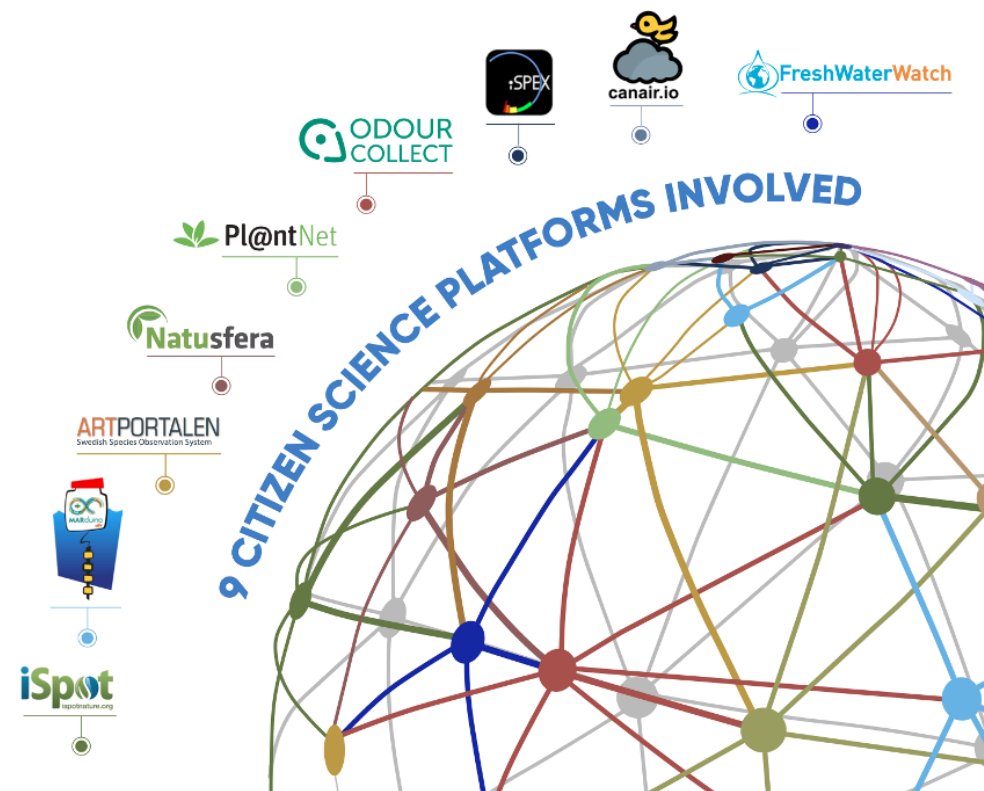 iSPEX
canair.io
FreshWaterWatch
ODOUR
COLLECT
9 CITIZEN SCIENCE PLATFORMS INVOLVED
Pl@ntNet
Natusfera
ARTPORTALEN
Swedish Species Observation System
MARduino
iSpot
ispotnature.org